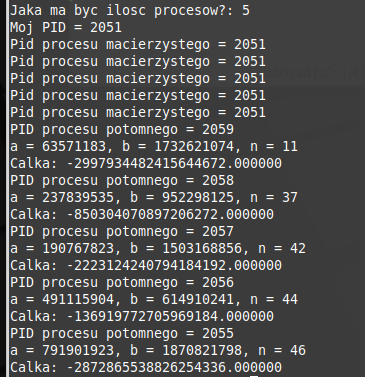 Jaka ma byc ilosc procesow?: 5
Moj PID = 2051
Pid procesu macierzystego = 2051
Pid procesu macierzystego = 2051
Pid procesu macierzystego = 2051
Pid procesu macierzystego = 2051
Pid procesu macierzystego = 2051
PID procesu potomnego = 2059
a = 63571183, b = 1732621074, n = 11
Calka: -2997934482415644672.000000
PID procesu potomnego = 2058
a = 237839535, b = 952298125, n = 37
Calka: -850304070897206272.000000
PID procesu potomnego = 2057
a = 190767823, b = 1503168856, n = 42
Calka: -2223124240794184192.000000
PID procesu potomnego = 2056
a = 491115904, b = 614910241, n = 44
Calka: -136919772705969184.000000
PID procesu potomnego = 2055
a = 791901923, b = 1870821798, n = 46
Calka: -2872865538826254336.000000